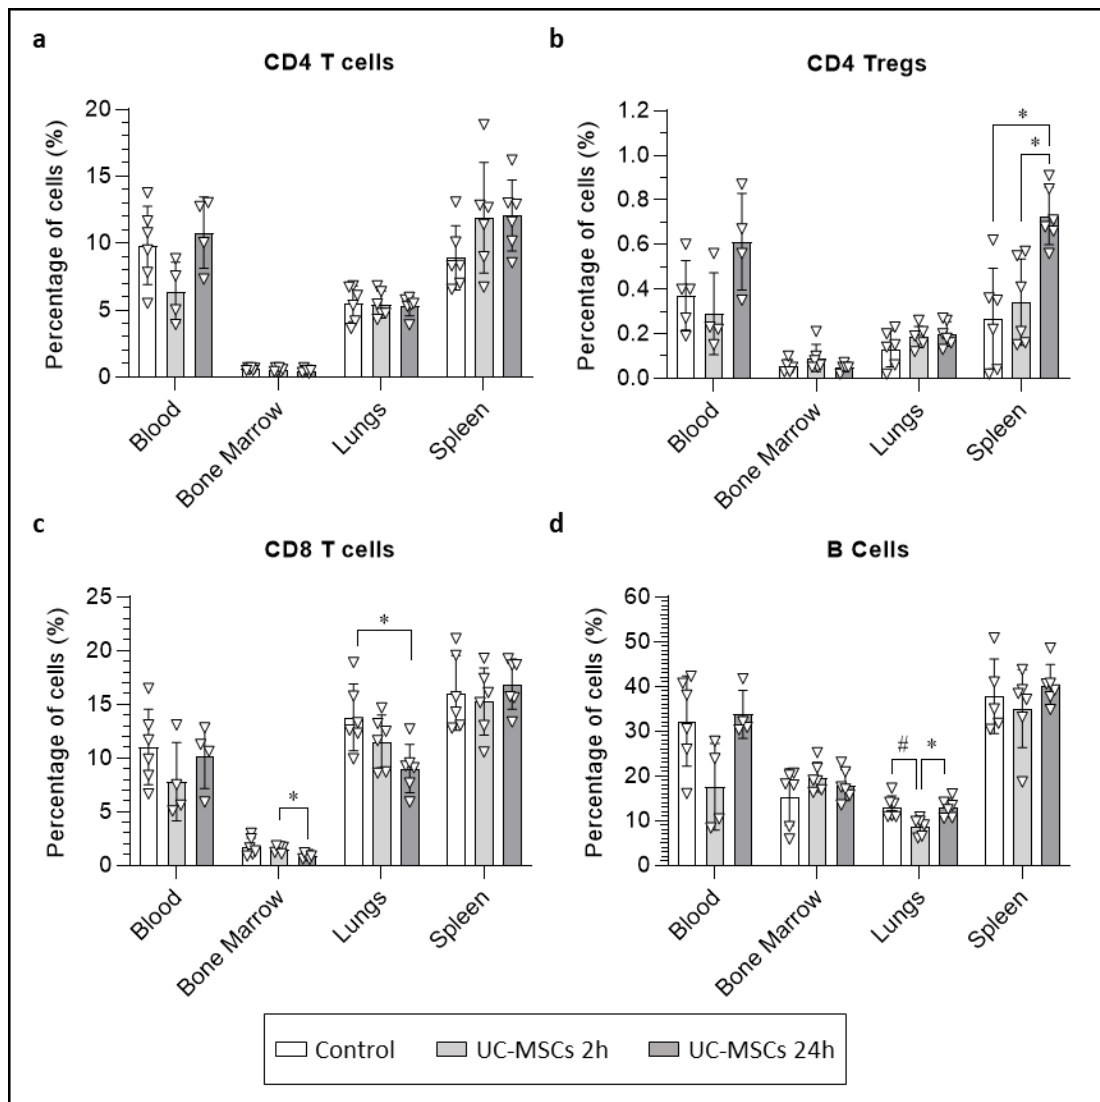 a
CD4 T cells
Percentage of cells (%)
20
15
10
5
0
Blood
Bone Marrow
Lungs
Spleen
b
CD4 Tregs
Percentage of cells (%)
1.2
1.0
0.8
0.6
0.4
0.2
0.0
*
*
Blood
Bone Marrow
Lungs
Spleen
c
CD8 T cells
Percentage of cells (%)
25
20
15
10
5
0
*
*
Blood
Bone Marrow
Lungs
Spleen
d
B Cells
Percentage of cells (%)
60
50
40
30
20
10
0
# *
Blood
Bone Marrow
Lungs
Spleen
Control UC-MSCs 2h UC-MSCs 24h